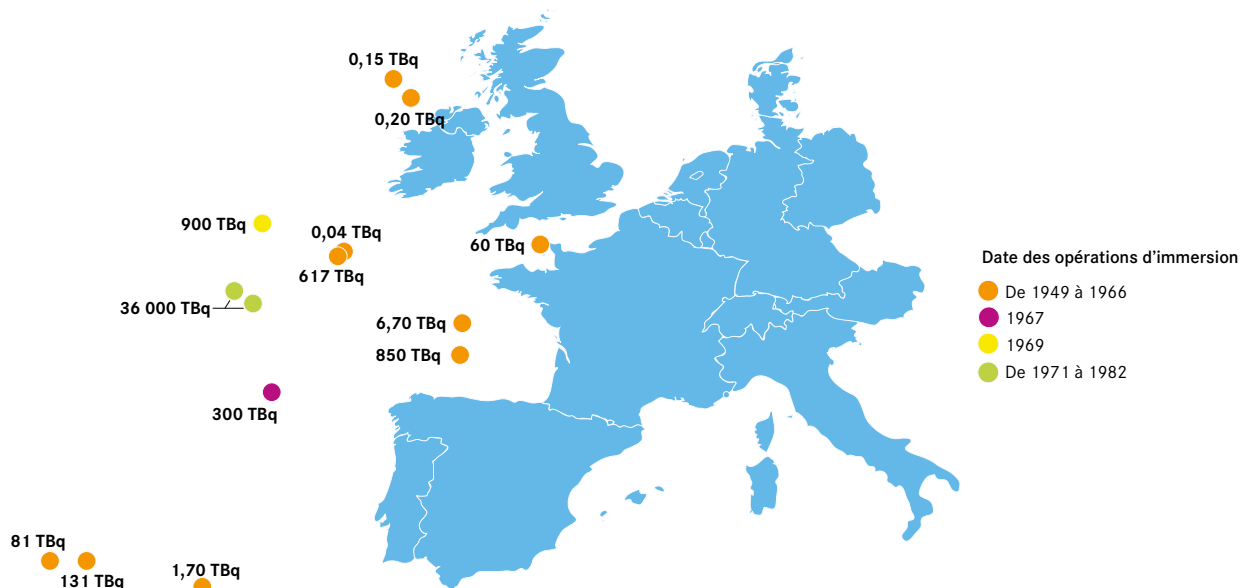 0,15 TBq
0,20 TBq
900 TBq
0,04 TBq
617 TBq
60 TBq
36 000 TBq
6,70 TBq
850 TBq
300 TBq
81 TBq
131 TBq
1,70 TBq
Date des opérations d’immersion
De 1949 à 1966
1967
1969
De 1971 à 1982